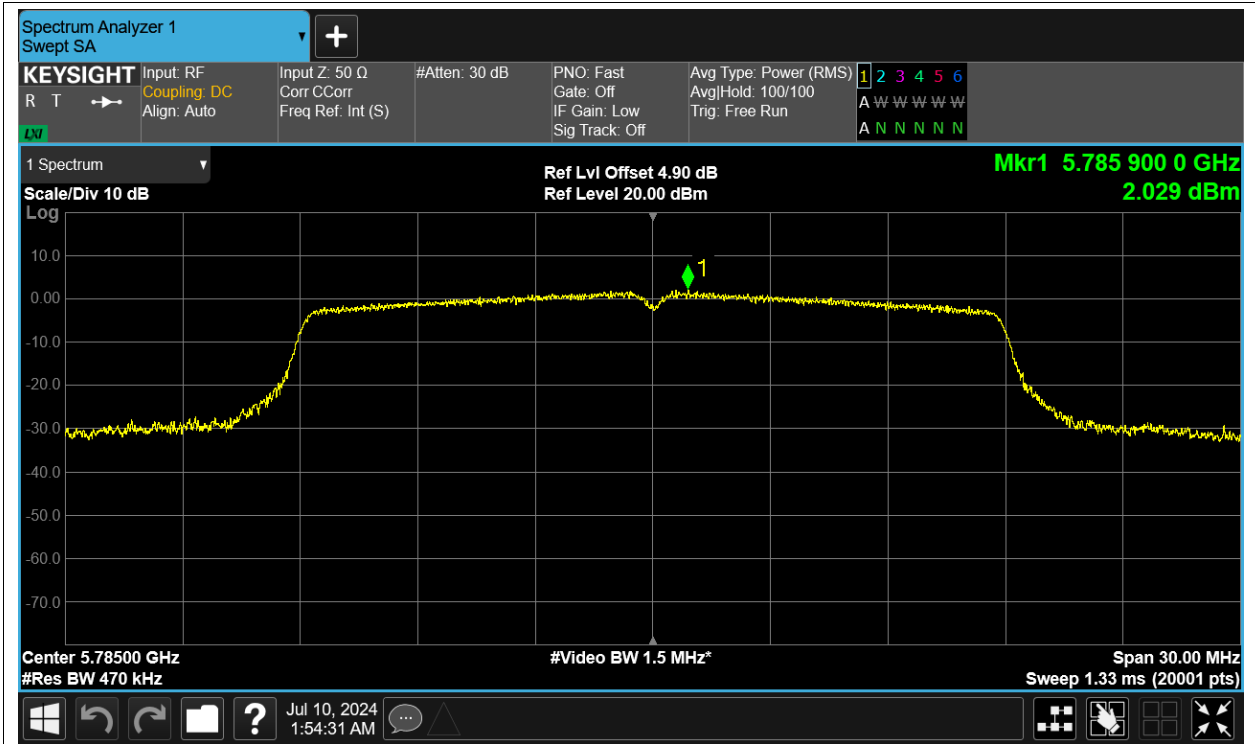 Spectrum Analyzer 1
Swept SA
KEYSIGHT
R T
LXI
Input: RF
Coupling: DC
Align: Auto
Input Z: 50 Ω
Corr CCorr
Freq Ref: Int (S)
#Atten: 30 dB
PNO: Fast
Gate: Off
IF Gain: Low
Sig Track: Off
Avg Type: Power (RMS)
Avg|Hold: 100/100
Trig: Free Run
1 2 3 4 5 6
A W W W W W
A N N N N N
1 Spectrum
Scale/Div 10 dB
Log
Ref Lvl Offset 4.90 dB
Ref Level 20.00 dBm
Mkr1 5.785 900 0 GHz
2.029 dBm
1
10.0
0.00
-10.0
-20.0
-30.0
-40.0
-50.0
-60.0
-70.0
Center 5.78500 GHz
#Res BW 470 kHz
#Video BW 1.5 MHz*
Span 30.00 MHz
Sweep 1.33 ms (20001 pts)
?
Jul 10, 2024
1:54:31 AM